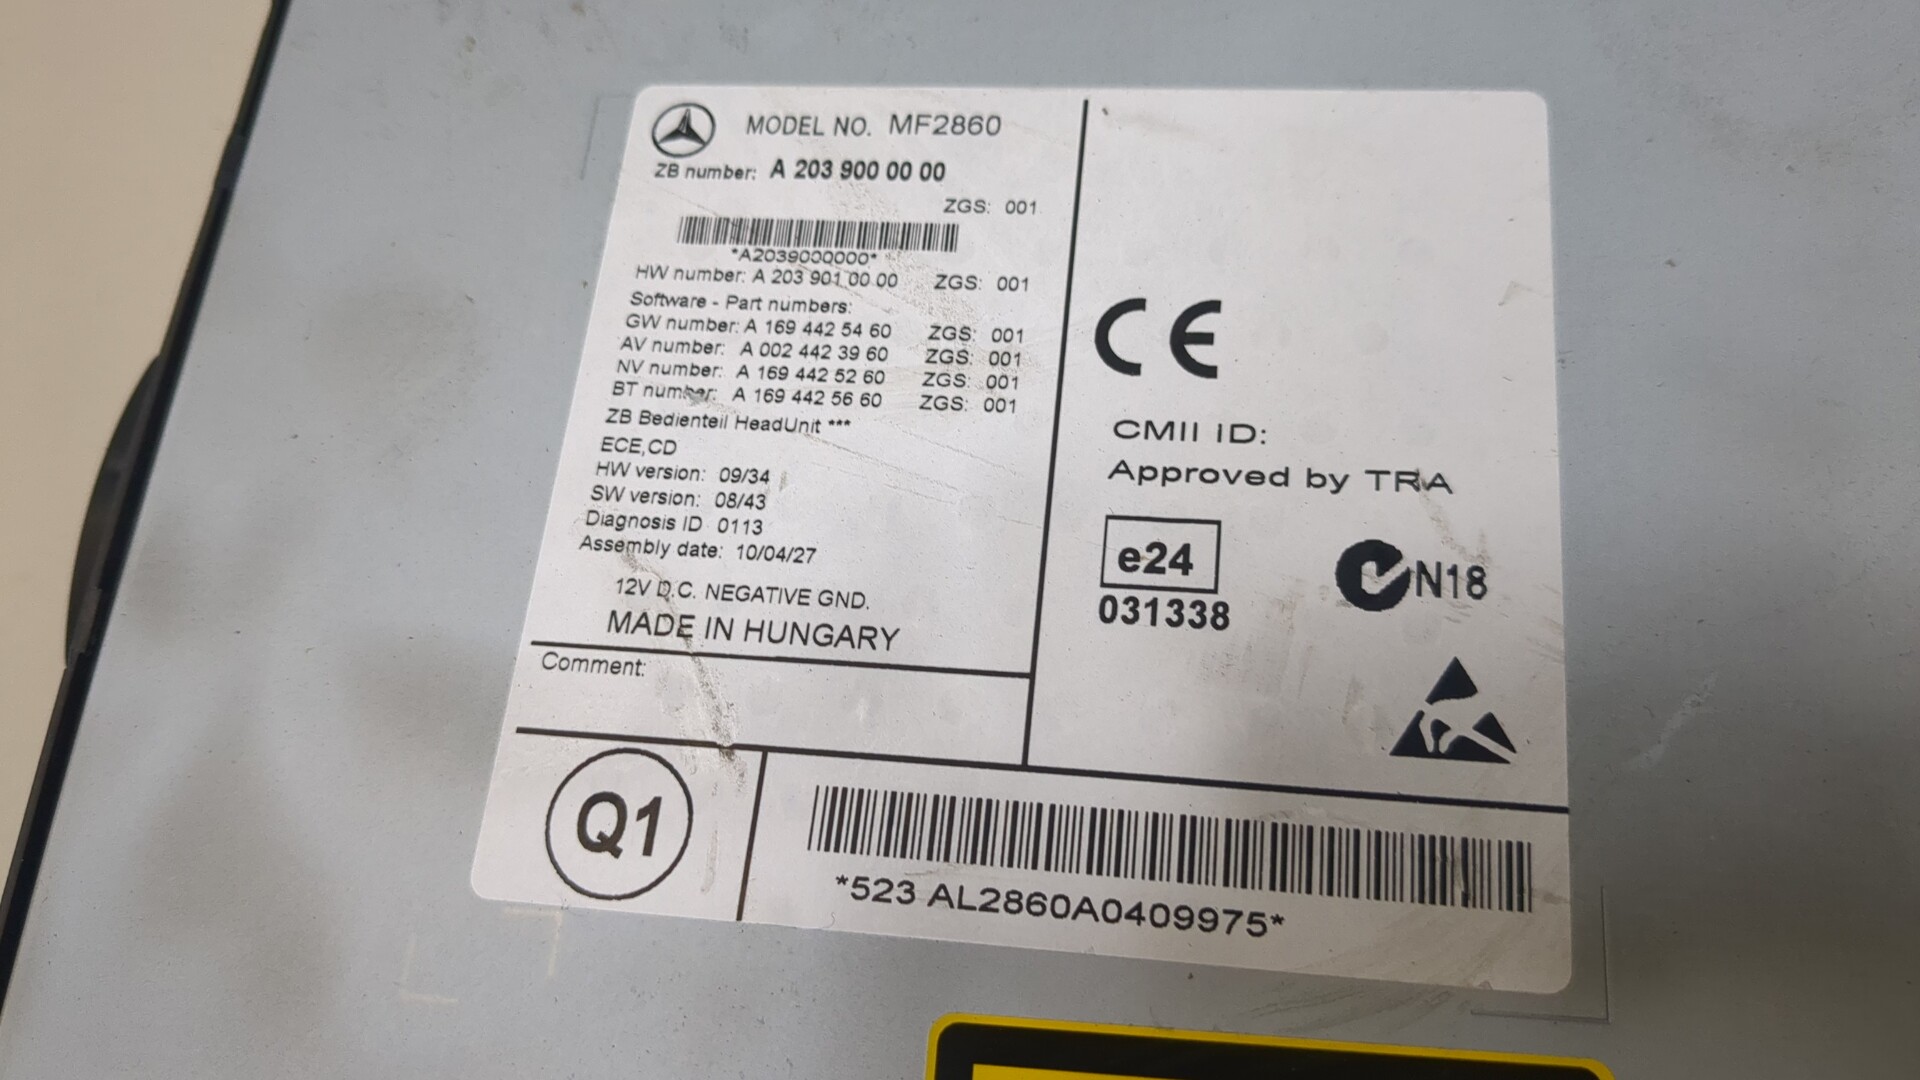 MODEL NO. MF2860
ZB number: A 203 900 00 00
ZGS: 001
*A2039000000*
HW number: A 203 901 00 00 ZGS: 001
Software - Part numbers:
GW number: A 169 442 54 60 ZGS: 001
AV number: A 002 442 39 60 ZGS: 001
NV number: A 169 442 52 60 ZGS: 001
BT number: A 169 442 56 60 ZGS: 001
ZB Bedienteil HeadUnit ***
ECE,CD
HW version: 09/34
SW version: 08/43
Diagnosis ID 0113
Assembly date: 10/04/27
12V D.C. NEGATIVE GND.
MADE IN HUNGARY
Comment:
CE
CMII iD:
Approved by TRA
e24
031338
N18
Q1
*523 AL2860A0409975*